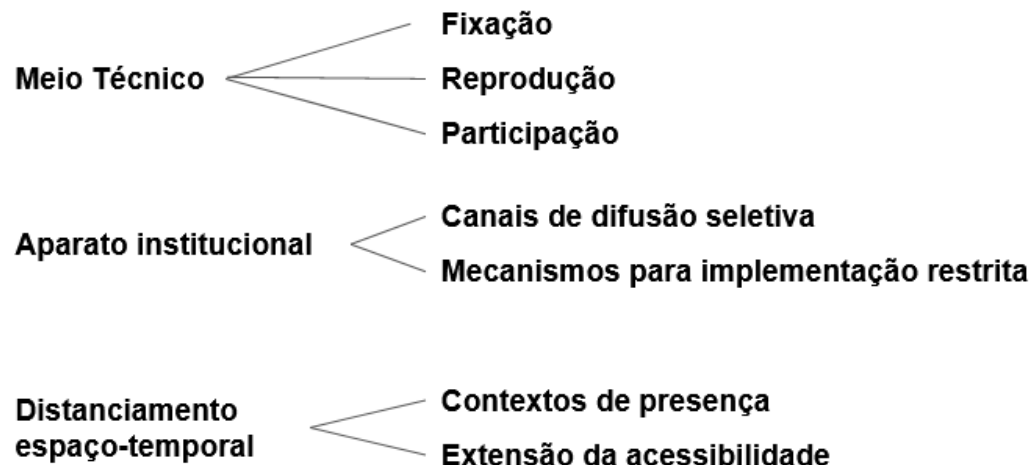 Meio Técnico
Fixação
Reprodução
Participação
Aparato institucional
Canais de difusão seletiva
Mecanismos para implementação restrita
Distanciamento
espaço-temporal
Contextos de presença
Extensão da acessibilidade